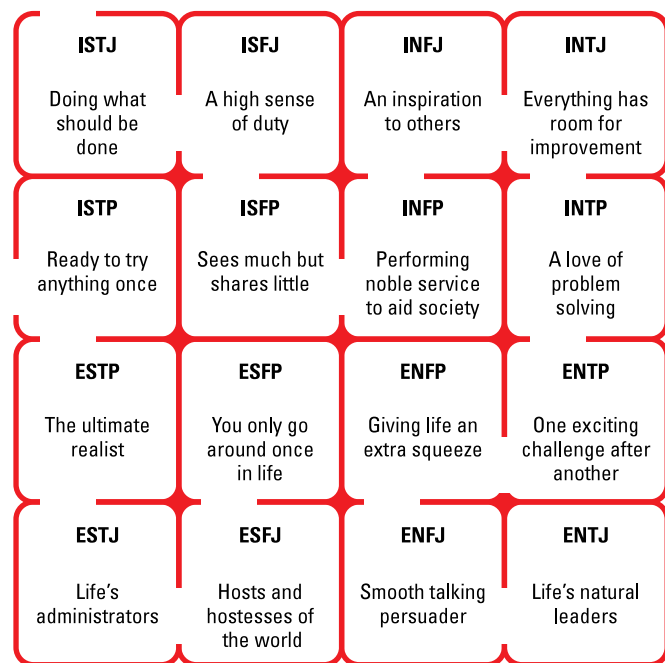 ISTJ
Doing what
should be
done
ISFJ
A high sense
of duty
INFJ
An inspiration
to others
INTJ
Everything has
room for
improvement
ISTP
Ready to try
anything once
ISFP
Sees much but
shares little
INFP
Performing
noble service
to aid society
INTP
A love of
problem
solving
ESTP
The ultimate
realist
ESFP
You only go
around once
in life
ENFP
Giving life an
extra squeeze
ENTP
One exciting
challenge after
another
ESTJ
Life's
administrators
ESFJ
Hosts and
hostesses of
the world
ENFJ
Smooth talking
persuader
ENTJ
Life's natural
leaders